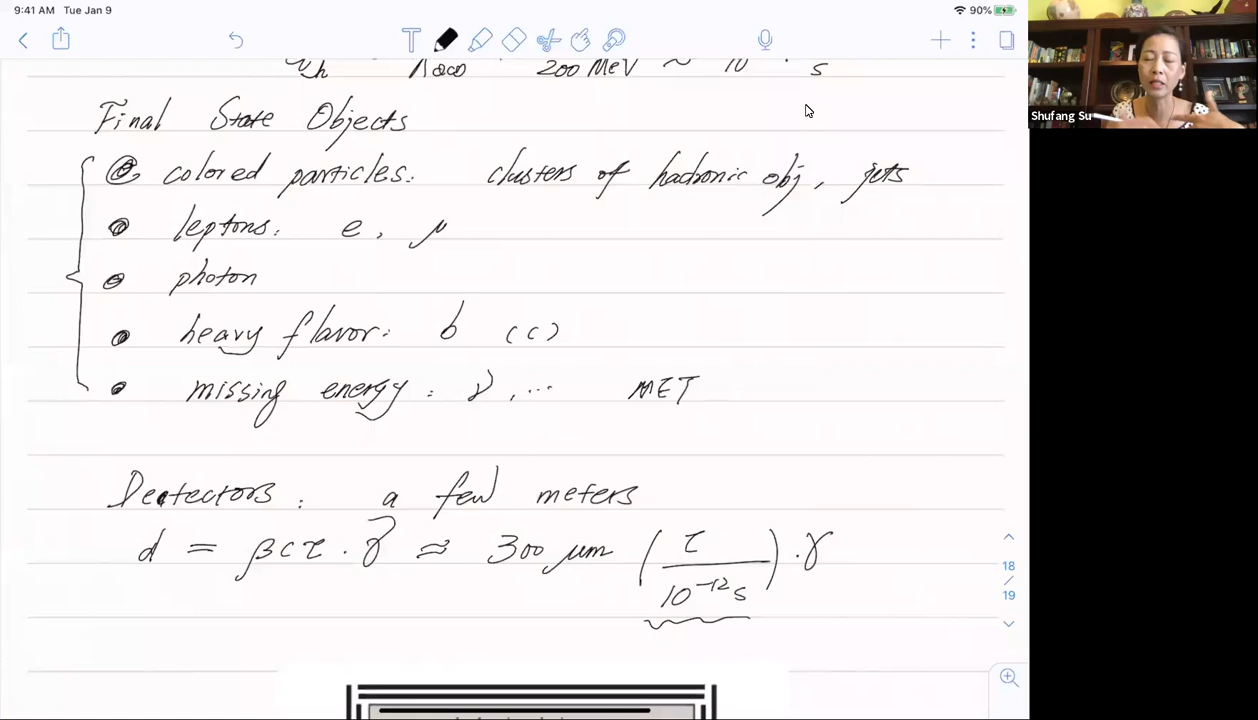 9:41 AM Tue Jan 9
90%
200 MeV ~ 10 s
Final State Objects
colored particles: clusters of hadronic obj, jets
leptons: e, μ
photon
heavy flavor: b (c)
missing energy: ν, ... MET
Detectors: a few meters
d = βcτ · γ ≈ 300 μm (τ / 10⁻¹² s) · γ
18
/
19
Shufang Su